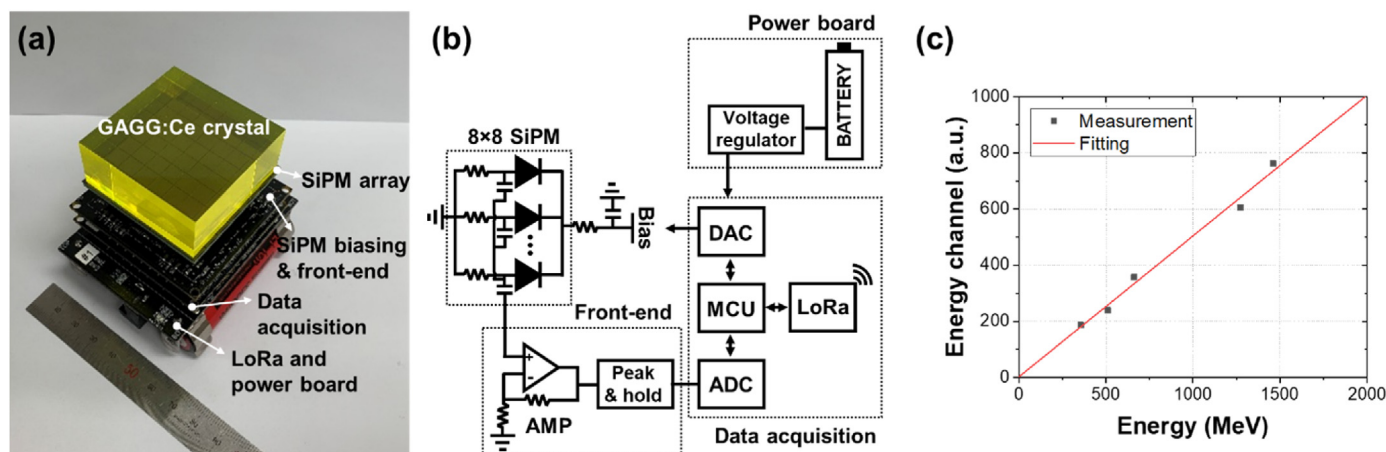 (a)
GAGG:Ce crystal
SiPM array
SiPM biasing
& front-end
Data
acquisition
LoRa and
power board
#1
50
(b)
Power board
BATTERY
Voltage
regulator
8×8 SiPM
Bias
DAC
MCU
LoRa
ADC
Data acquisition
Front-end
+
-
AMP
Peak
& hold
(c)
Measurement
Fitting
Energy channel (a.u.)
1000
800
600
400
200
0
0
500
1000
1500
2000
Energy (MeV)